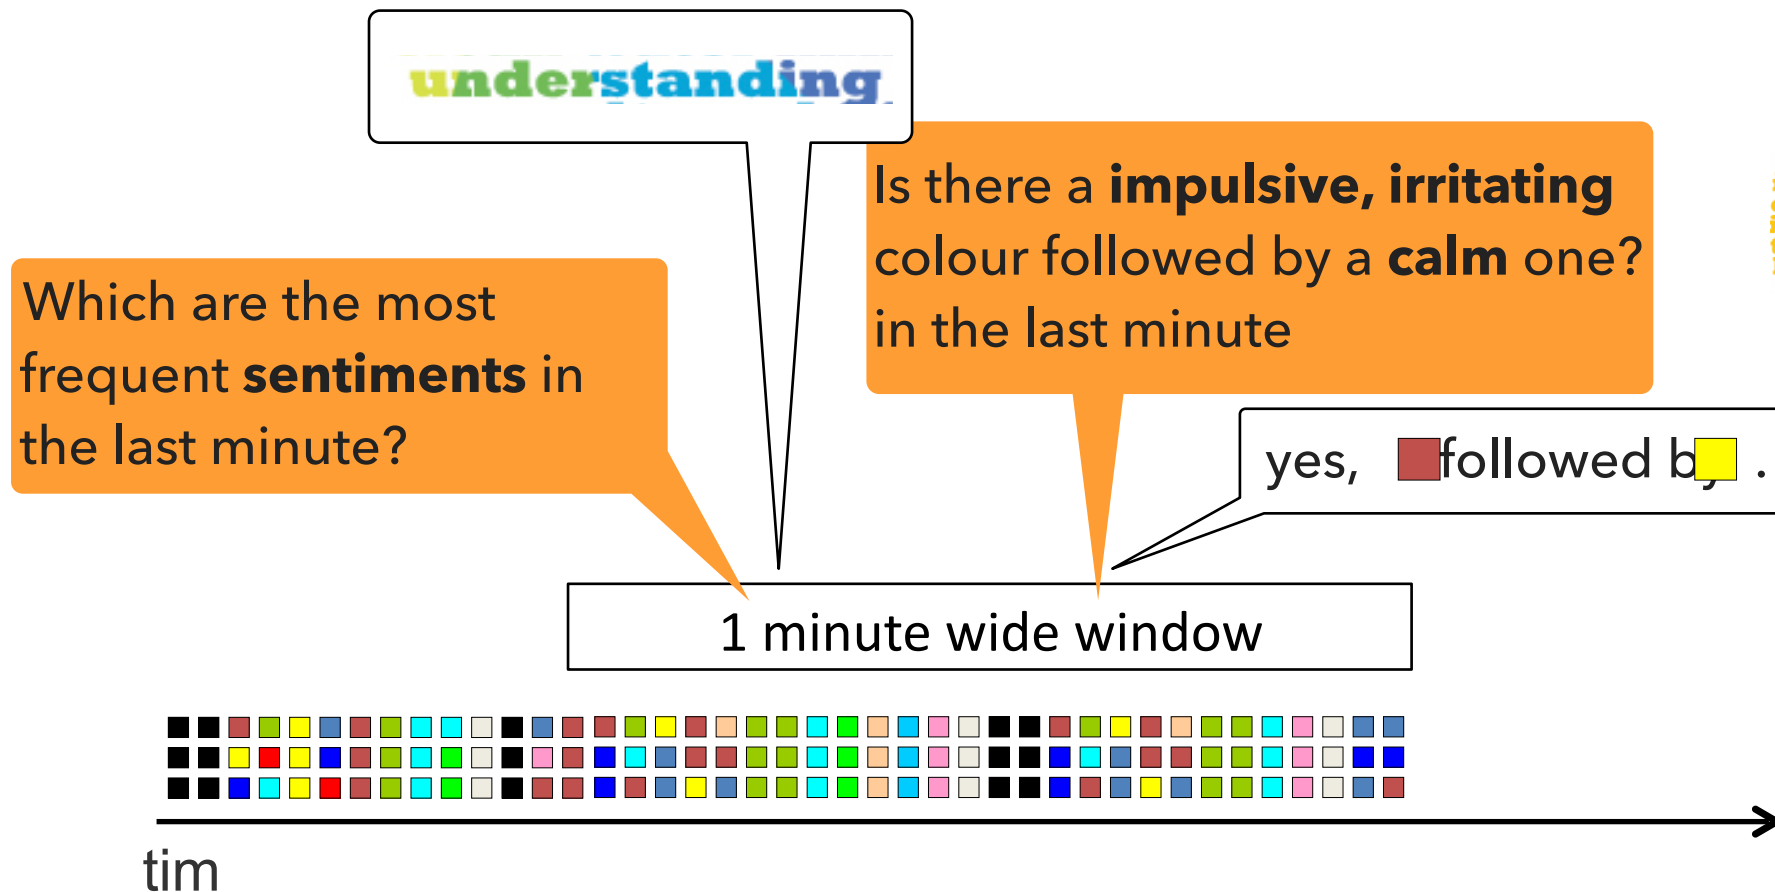 understanding
Is there a impulsive, irritating
colour followed by a calm one?
in the last minute
Which are the most
frequent sentiments in
the last minute?
yes, followed by .
1 minute wide window
tim